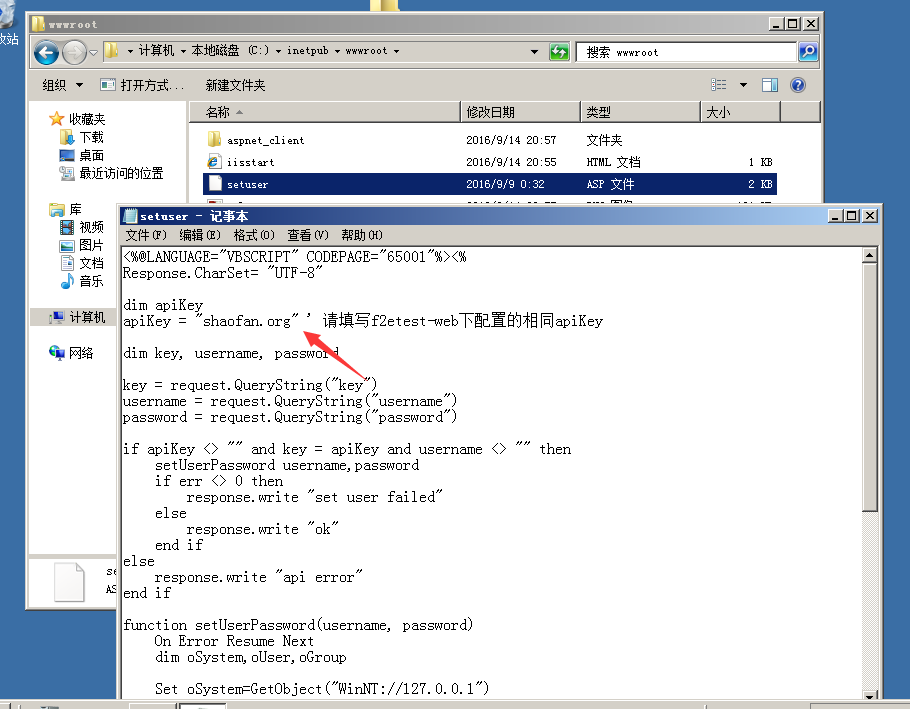 攻站
wwwroot
计算机 本地磁盘 (C:) inetpub wwwroot
搜索 wwwroot
组织 打开方式... 新建文件夹
名称 修改日期 类型 大小
收藏夹
下载
桌面
最近访问的位置
库
视频
图片
文档
音乐
计算机
网络
aspnet_client 2016/9/14 20:57 文件夹
iisstart 2016/9/14 20:55 HTML 文档 1 KB
setuser 2016/9/9 0:32 ASP 文件 2 KB
setuser - 记事本
文件(F) 编辑(E) 格式(O) 查看(V) 帮助(H)
<%@LANGUAGE="VBSCRIPT" CODEPAGE="65001"%><%
Response.CharSet= "UTF-8"
dim apiKey
apiKey = "shaofan.org" ' 请填写f2etest-web下配置的相同apiKey
dim key, username, password
key = request.QueryString("key")
username = request.QueryString("username")
password = request.QueryString("password")
if apiKey <> "" and key = apiKey and username <> "" then
setUserPassword username,password
if err <> 0 then
response.write "set user failed"
else
response.write "ok"
end if
else
response.write "api error"
end if
function setUserPassword(username, password)
On Error Resume Next
dim oSystem,oUser,oGroup
Set oSystem=GetObject("WinNT://127.0.0.1")